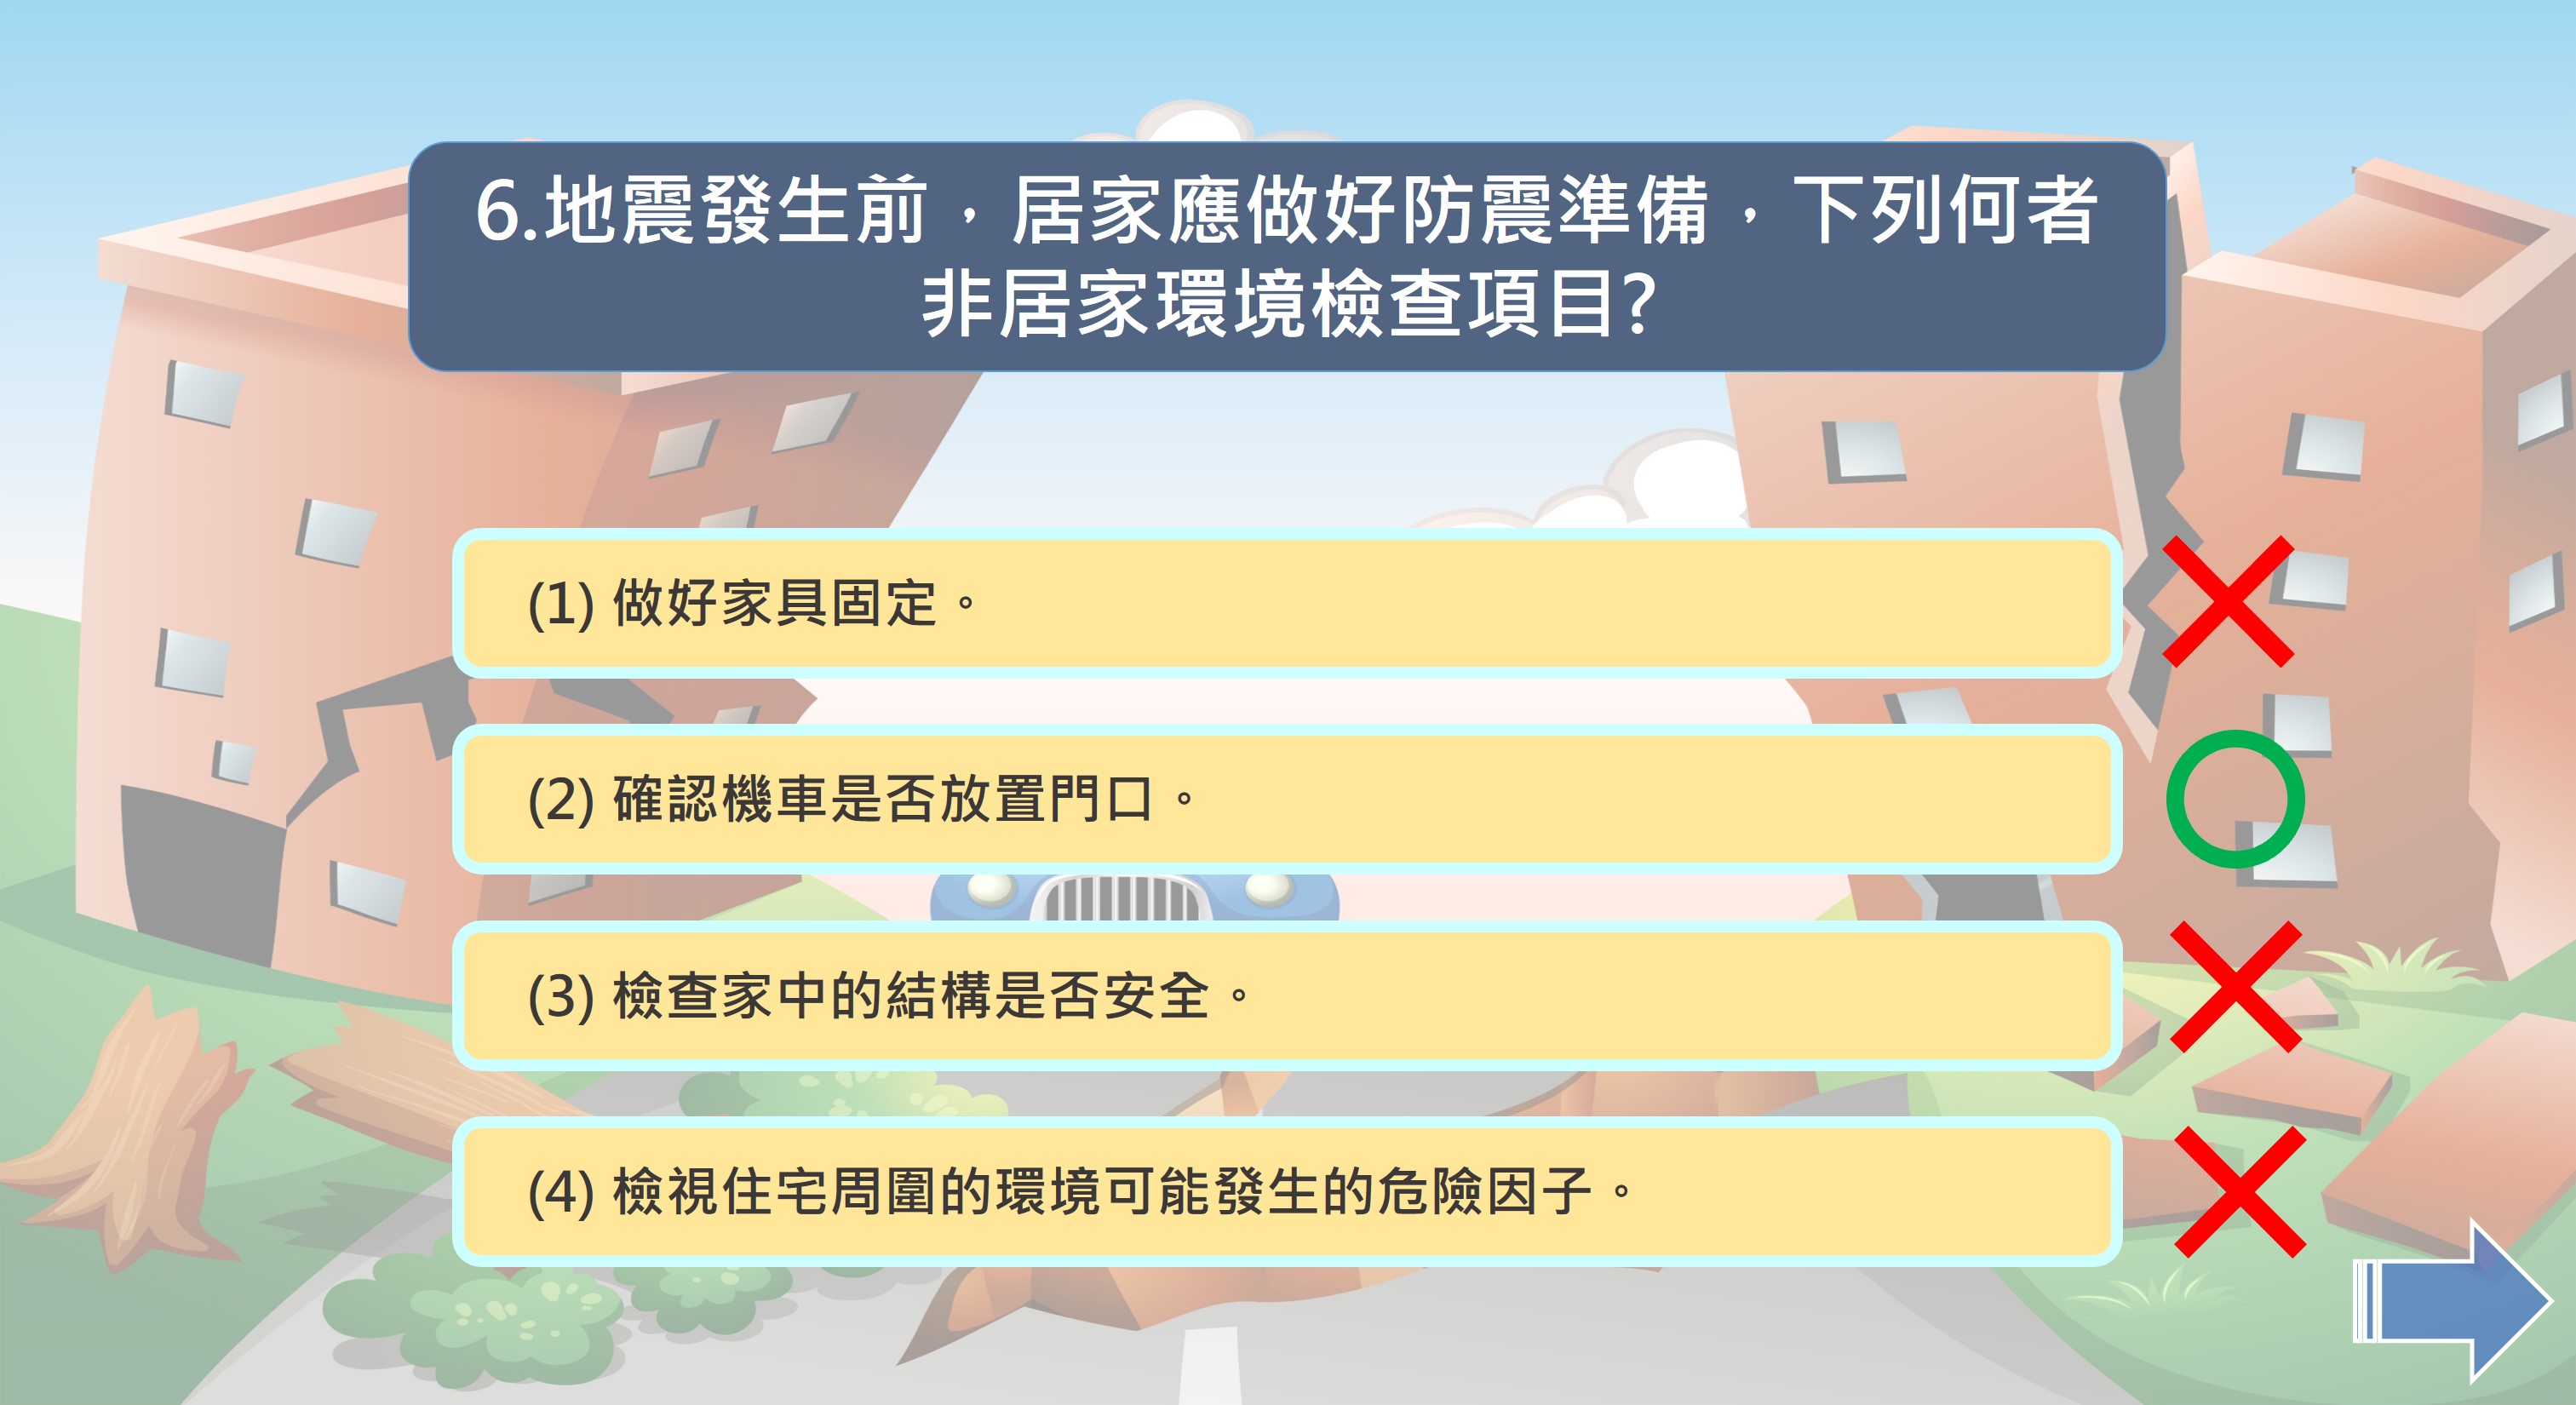 6.地震發生前，居家應做好防震準備，下列何者
非居家環境檢查項目?
(1) 做好家具固定。
(2) 確認機車是否放置門口。
(3) 檢查家中的結構是否安全。
(4) 檢視住宅周圍的環境可能發生的危險因子。